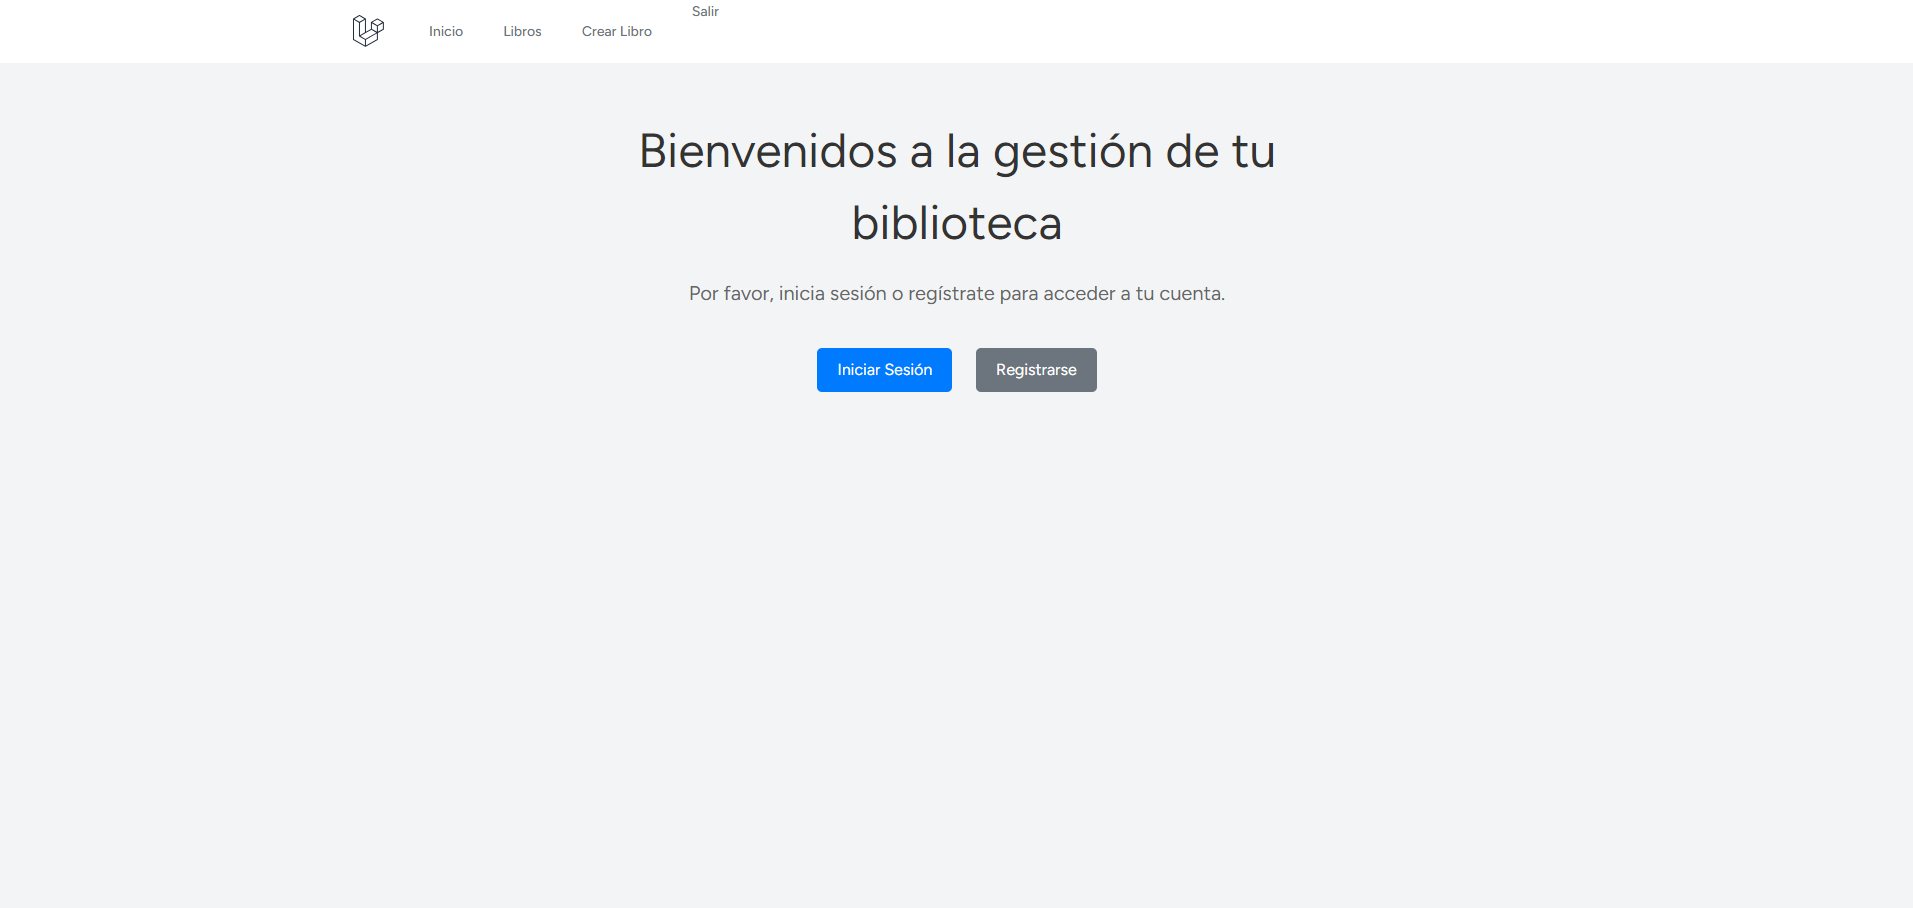 Inicio
Libros
Crear Libro
Salir
Bienvenidos a la gestión de tu
biblioteca
Por favor, inicia sesión o regístrate para acceder a tu cuenta.
Iniciar Sesión
Registrarse